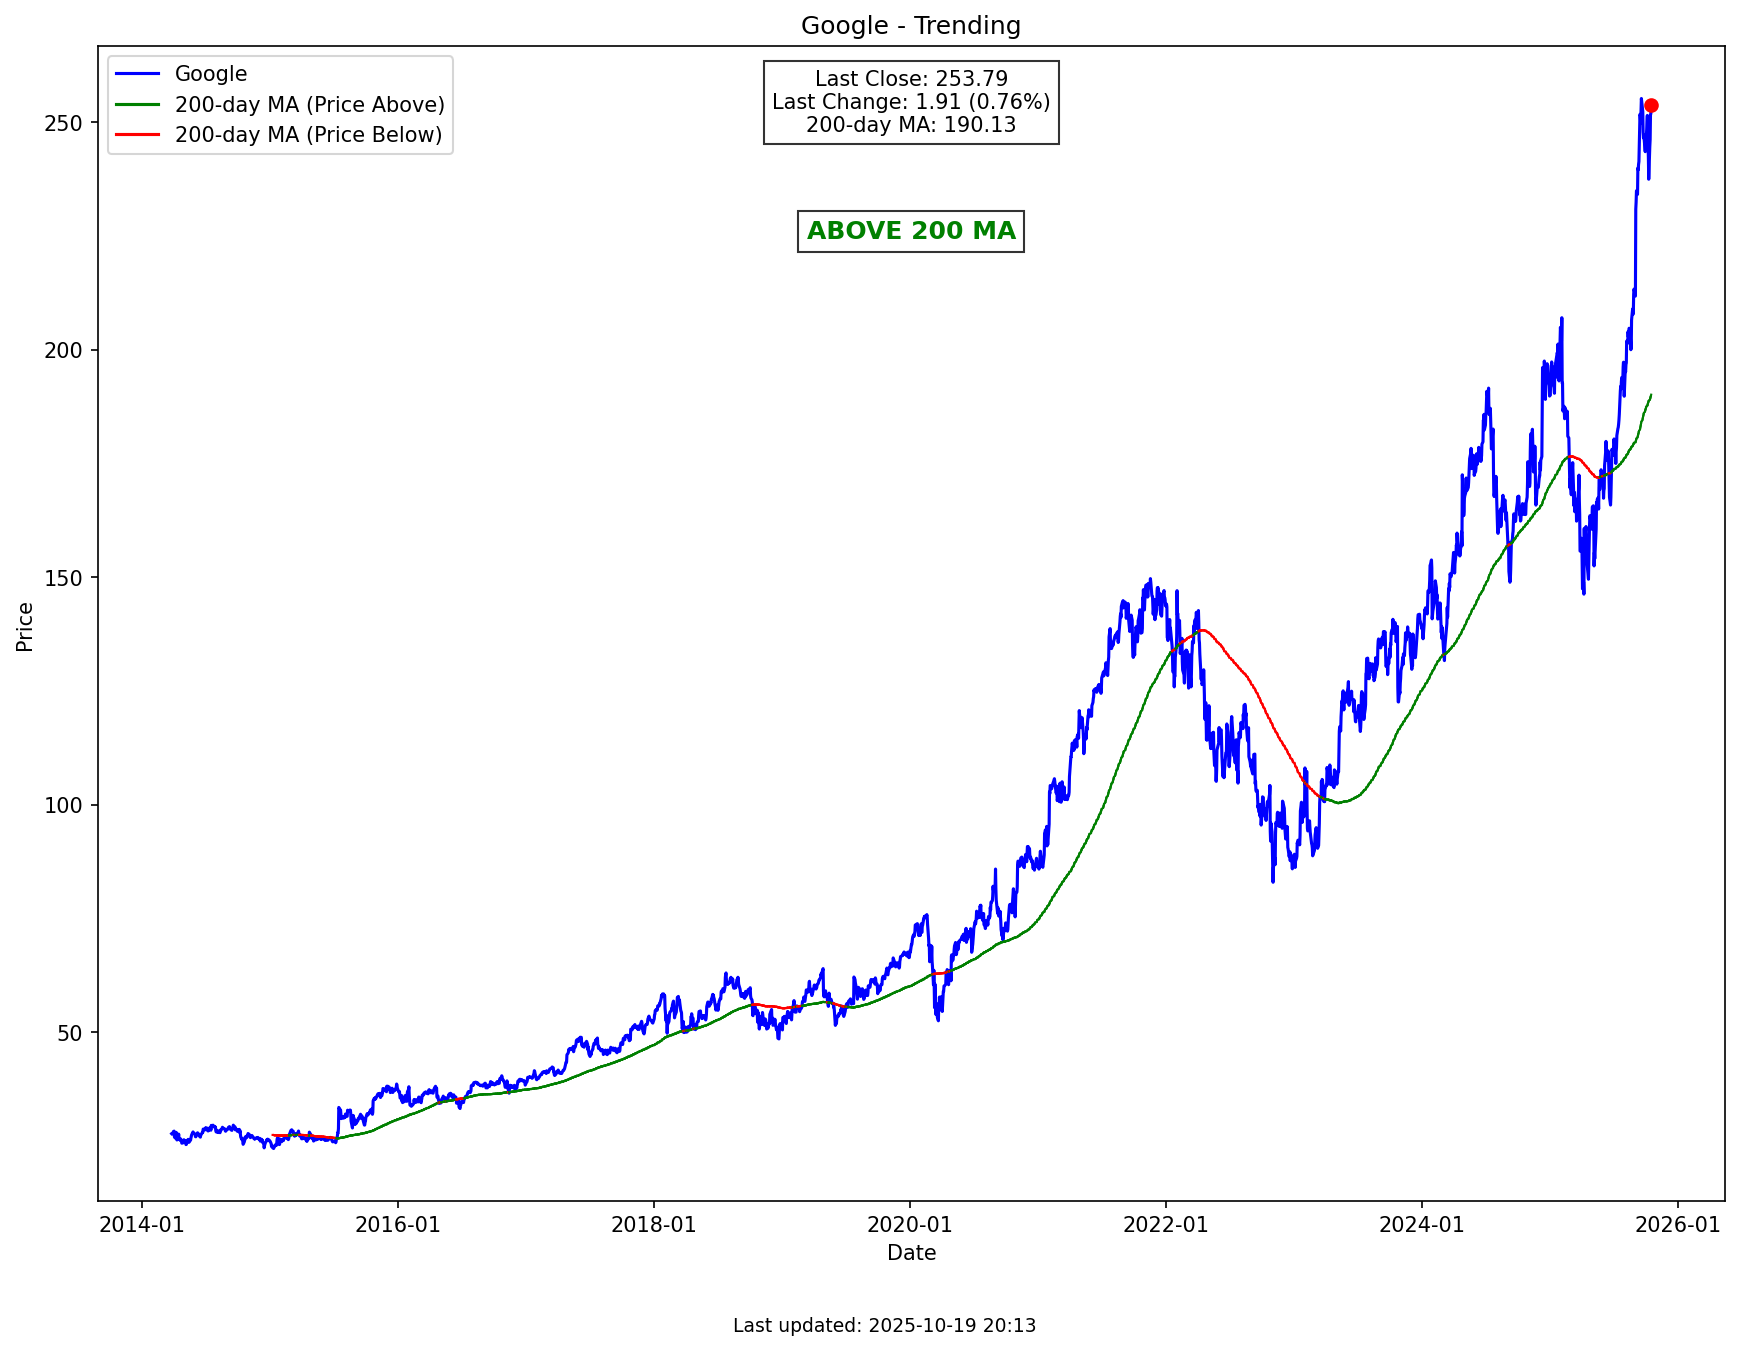 Google - Trending
Google
200-day MA (Price Above)
200-day MA (Price Below)
Last Close: 253.79
Last Change: 1.91 (0.76%)
200-day MA: 190.13
ABOVE 200 MA
Price
250
200
150
100
50
2014-01
2016-01
2018-01
2020-01
2022-01
2024-01
2026-01
Date
Last updated: 2025-10-19 20:13